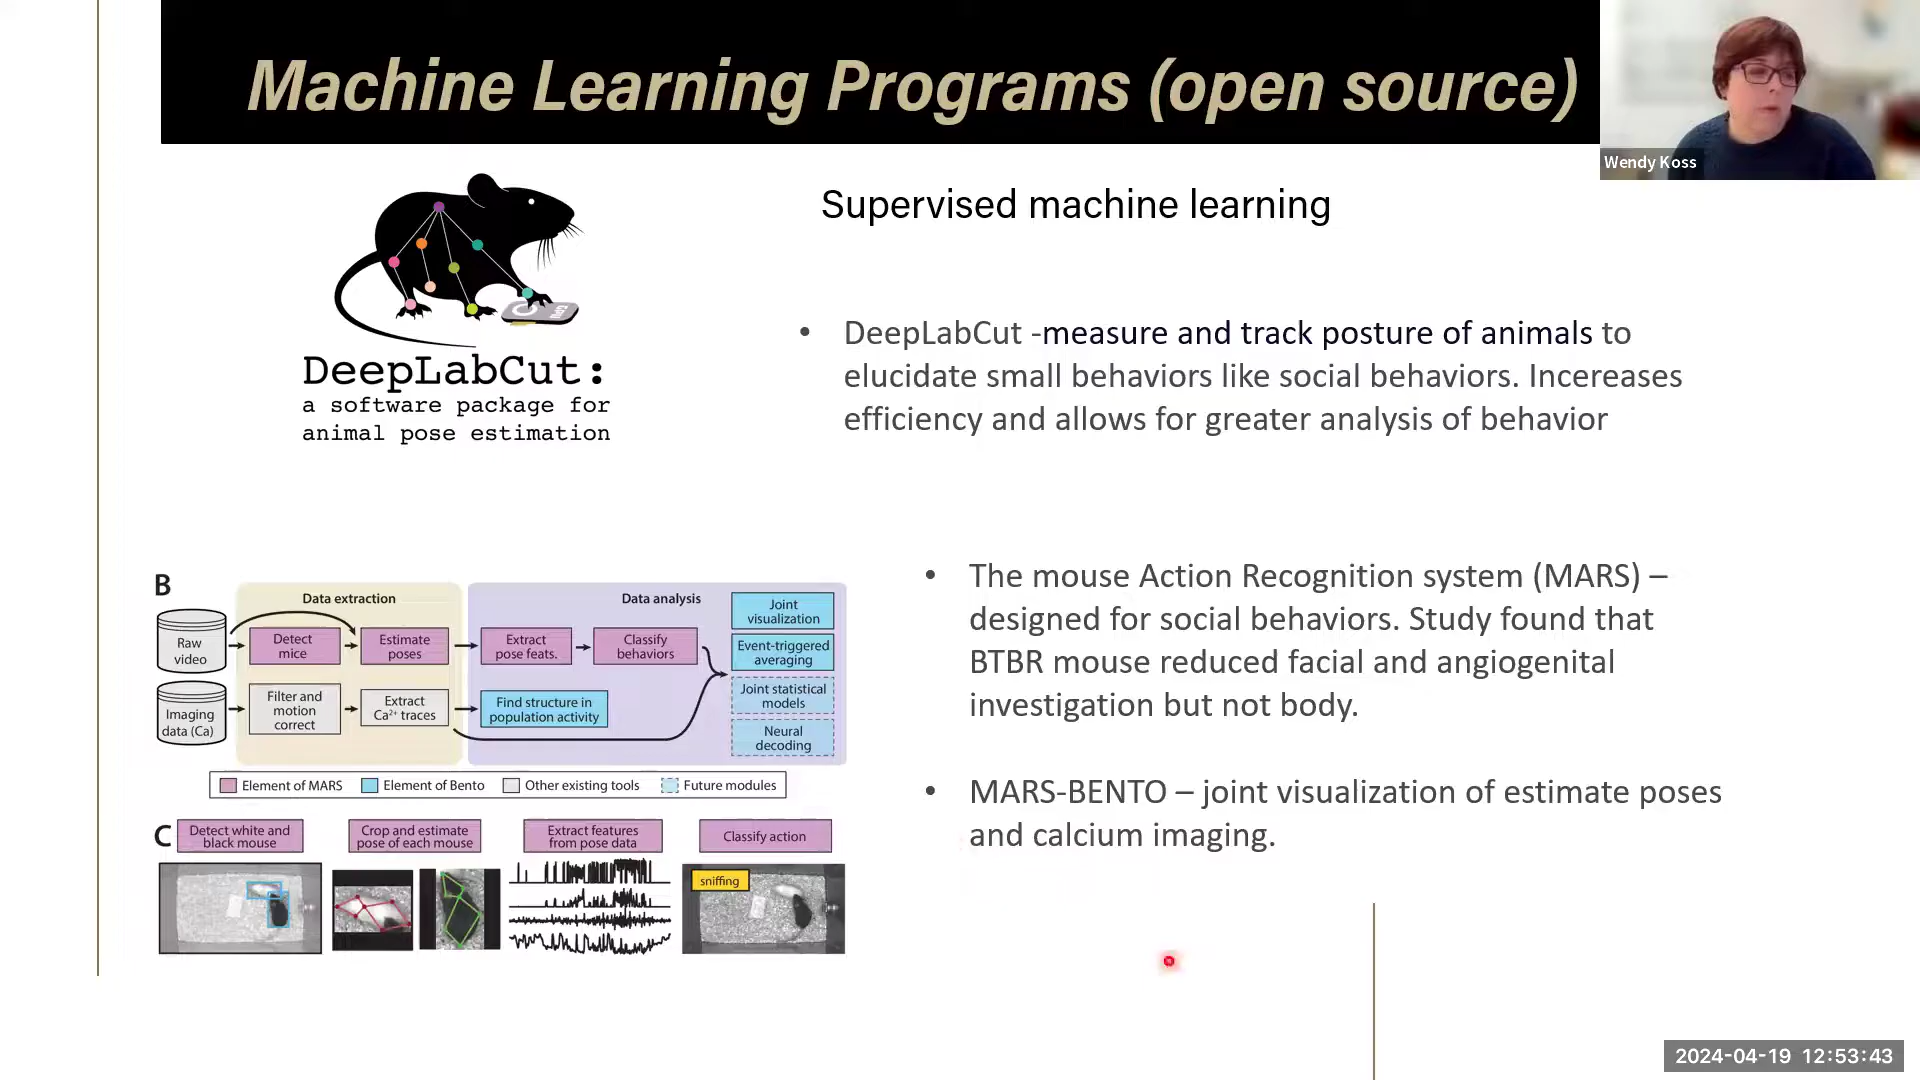 Machine Learning Programs (open source)
Wendy Koss
Supervised machine learning
DeepLabCut:
a software package for
animal pose estimation
• DeepLabCut -measure and track posture of animals to
elucidate small behaviors like social behaviors. Incereases
efficiency and allows for greater analysis of behavior
B
Data extraction
Data analysis
Raw
video
Detect
mice
Estimate
poses
Extract
pose feats.
Classify
behaviors
Joint
visualization
Event-triggered
averaging
Joint statistical
models
Neural
decoding
Imaging
data (Ca)
Filter and
motion
correct
Extract
Ca²⁺ traces
Find structure in
population activity
Element of MARS
Element of Bento
Other existing tools
Future modules
C
Detect white and
black mouse
Crop and estimate
pose of each mouse
Extract features
from pose data
Classify action
sniffing
• The mouse Action Recognition system (MARS) –
designed for social behaviors. Study found that
BTBR mouse reduced facial and angiogenital
investigation but not body.
• MARS-BENTO – joint visualization of estimate poses
and calcium imaging.
2024-04-19 12:53:43